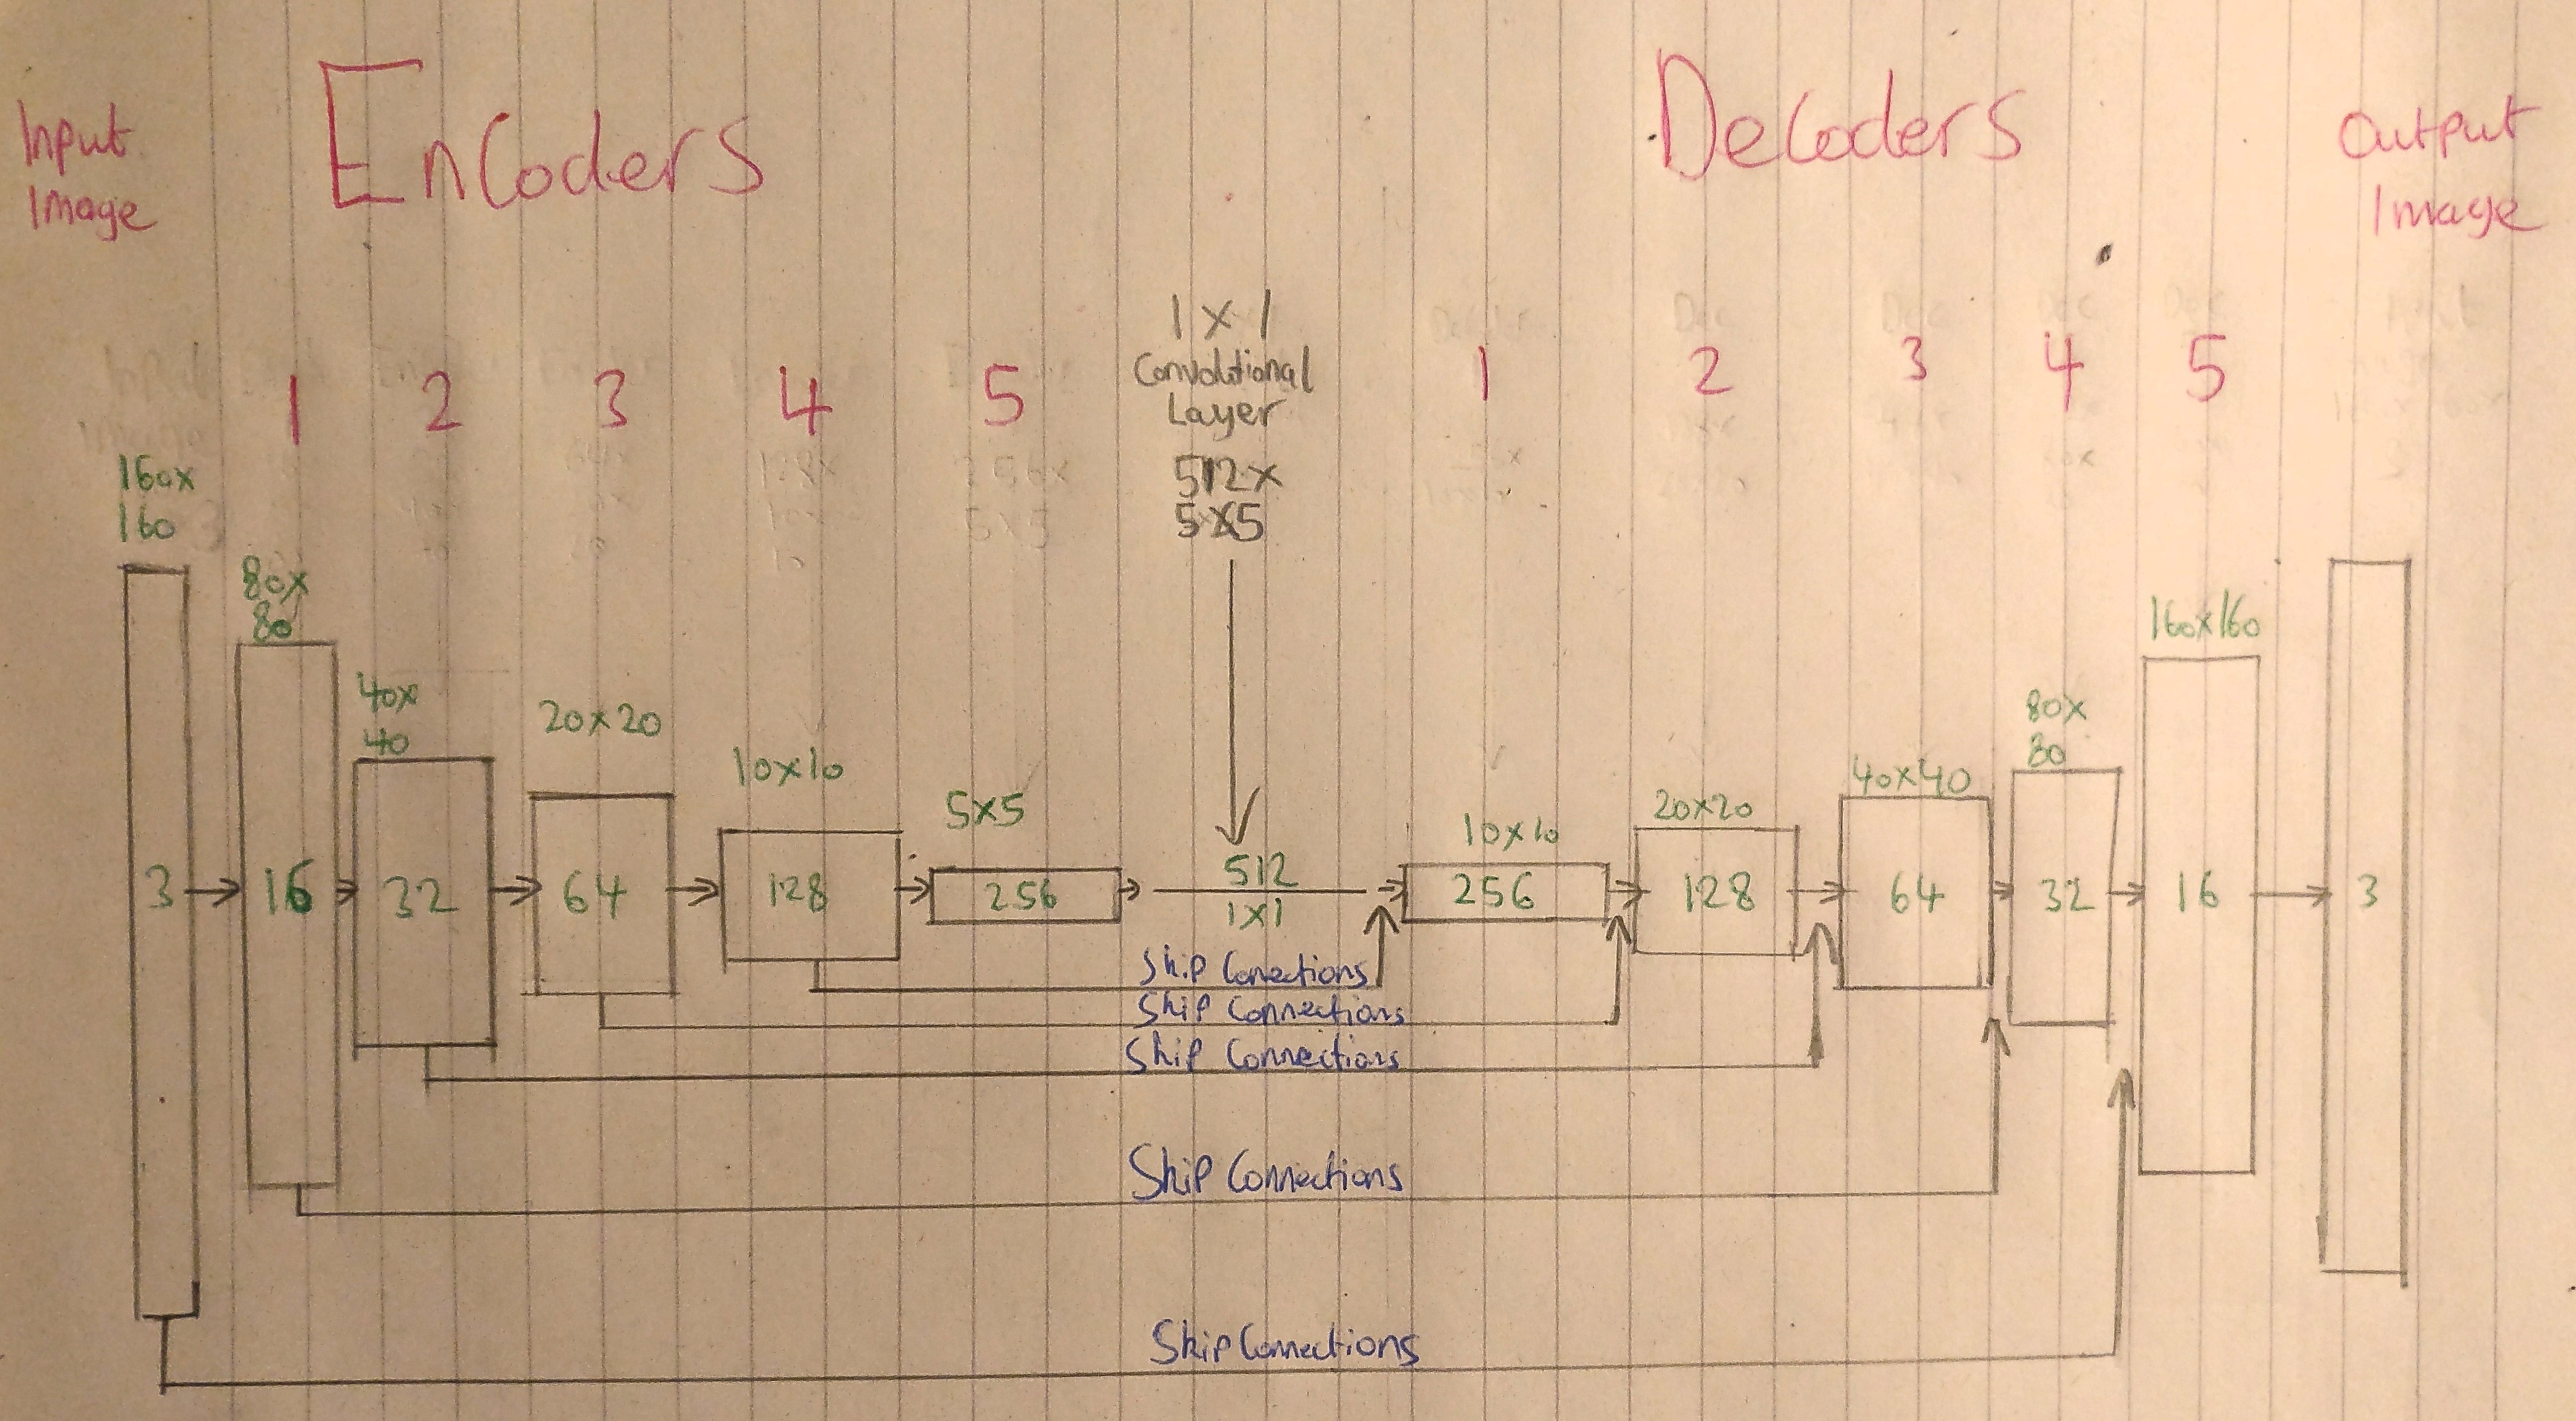 Input
Image
Encoders
Decoders
Output
Image
1
2
3
4
5
1 x 1
Convolutional
Layer
512x
5x5
1
2
3
4
5
160x
160
80x
80
40x
40
20x20
10x10
5x5
10x10
20x20
40x40
80x
80
160x160
3
16
32
64
128
256
512
1x1
256
128
64
32
16
3
Skip Connections
Skip Connections
Skip Connections
Skip Connections
Skip Connections